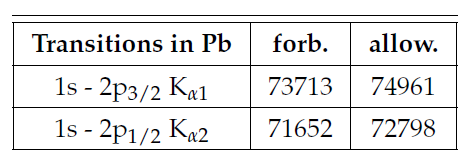 Transitions in Pb forb. allow.
1s - 2p3/2 Kα1 73713 74961
1s - 2p1/2 Kα2 71652 72798